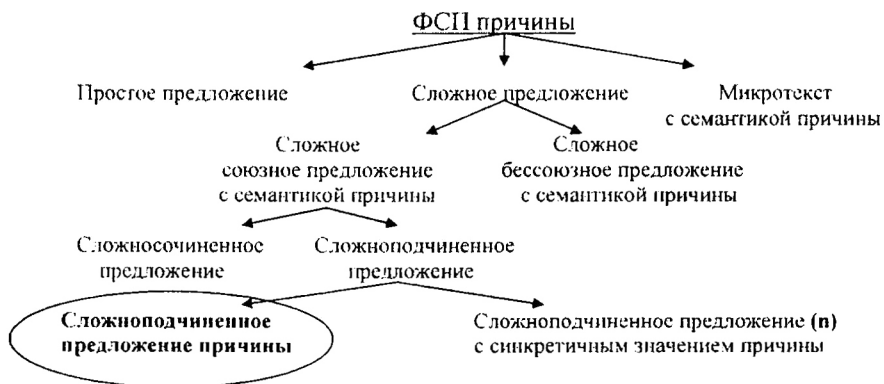 ФСП причины
Простое предложение
Сложное предложение
Микротекст
с семантикой причины
Сложное
союзное предложение
с семантикой причины
Сложное
бессоюзное предложение
с семантикой причины
Сложносочиненное
предложение
Сложноподчиненное
предложение
Сложноподчиненное
предложение причины
Сложноподчиненное предложение (n)
с синкретичным значением причины